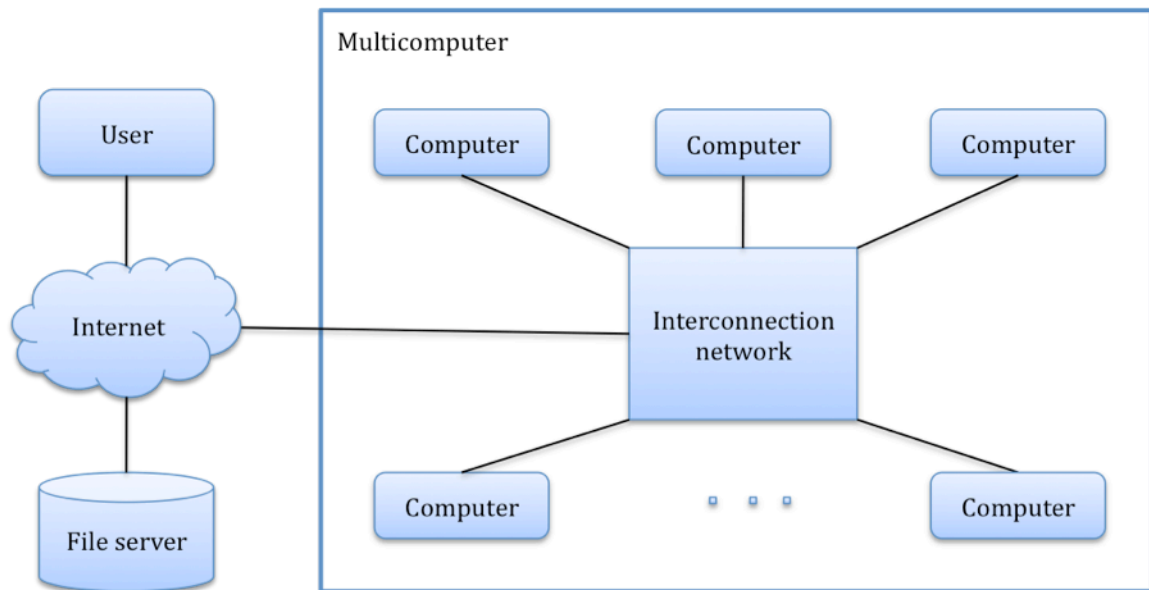 Multicomputer
User
Computer
Computer
Computer
Internet
Interconnection
network
File server
Computer
. . .
Computer